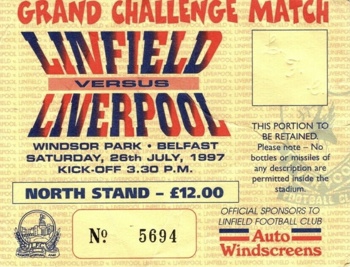 GRAND CHALLENGE MATCH
LINFIELD
VERSUS
LIVERPOOL
WINDSOR PARK • BELFAST
SATURDAY, 26th JULY, 1997
KICK-OFF 3.30 P.M.
NORTH STAND – £12.00
Nº 5694
THIS PORTION TO
BE RETAINED.
Please note – No
bottles or missiles of
any description are
permitted inside the
stadium.
OFFICIAL SPONSORS TO
LINFIELD FOOTBALL CLUB
Auto
Windscreens